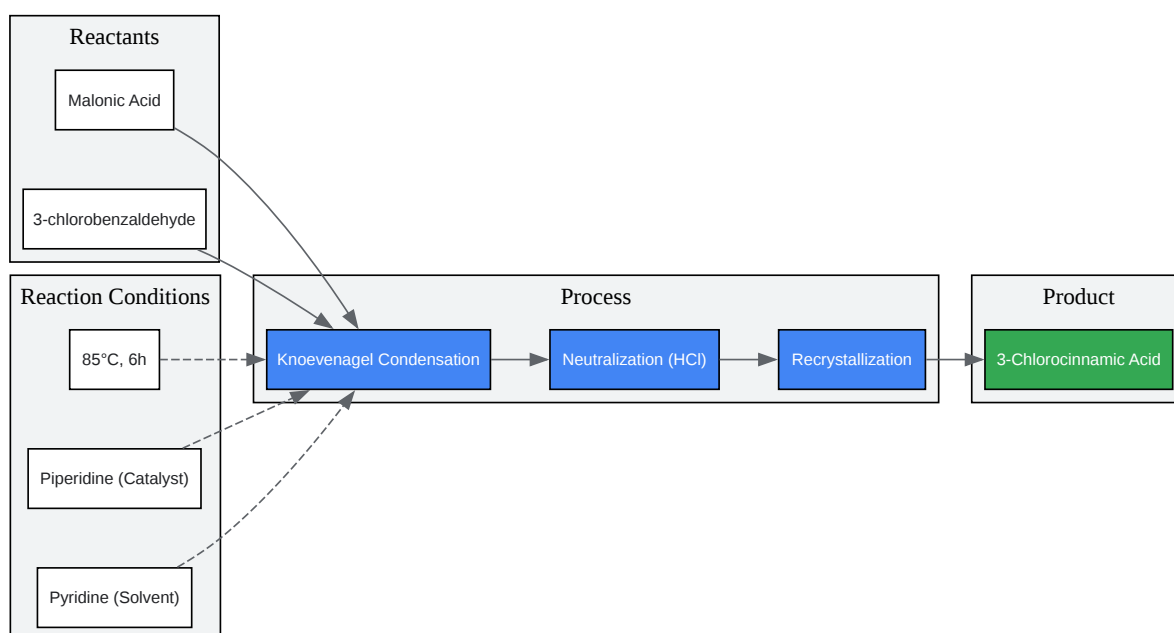 Reactants
Malonic Acid
3-chlorobenzaldehyde
Reaction Conditions
85°C, 6h
Piperidine (Catalyst)
Pyridine (Solvent)
Process
Knoevenagel Condensation
Neutralization (HCl)
Recrystallization
Product
3-Chlorocinnamic Acid